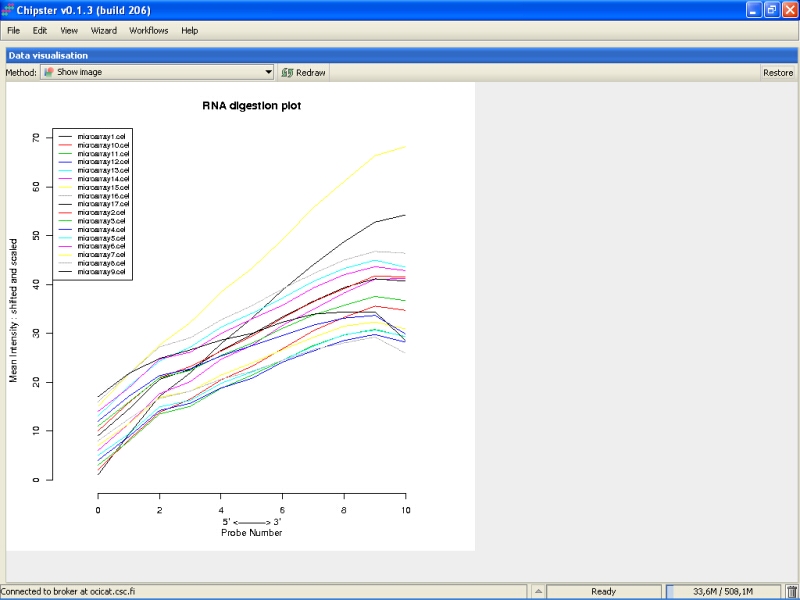 Chipster v0.1.3 (build 206)
File Edit View Wizard Workflows Help
Data visualisation
Method: Show image Redraw Restore
RNA digestion plot
microarray1.cel
microarray10.cel
microarray11.cel
microarray12.cel
microarray13.cel
microarray14.cel
microarray15.cel
microarray16.cel
microarray17.cel
microarray2.cel
microarray3.cel
microarray4.cel
microarray5.cel
microarray6.cel
microarray7.cel
microarray8.cel
microarray9.cel
70
60
50
40
30
20
10
0
Mean Intensity : shifted and scaled
0 2 4 6 8 10
5' <-----> 3'
Probe Number
Connected to broker at ocicat.csc.fi Ready 33,6M / 508,1M